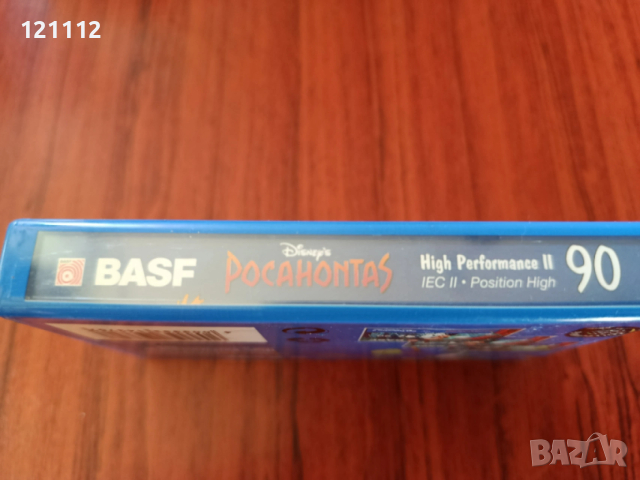 121112
BASF
Disney's
POCAHONTAS
High Performance II
IEC II • Position High
90
BAZAR